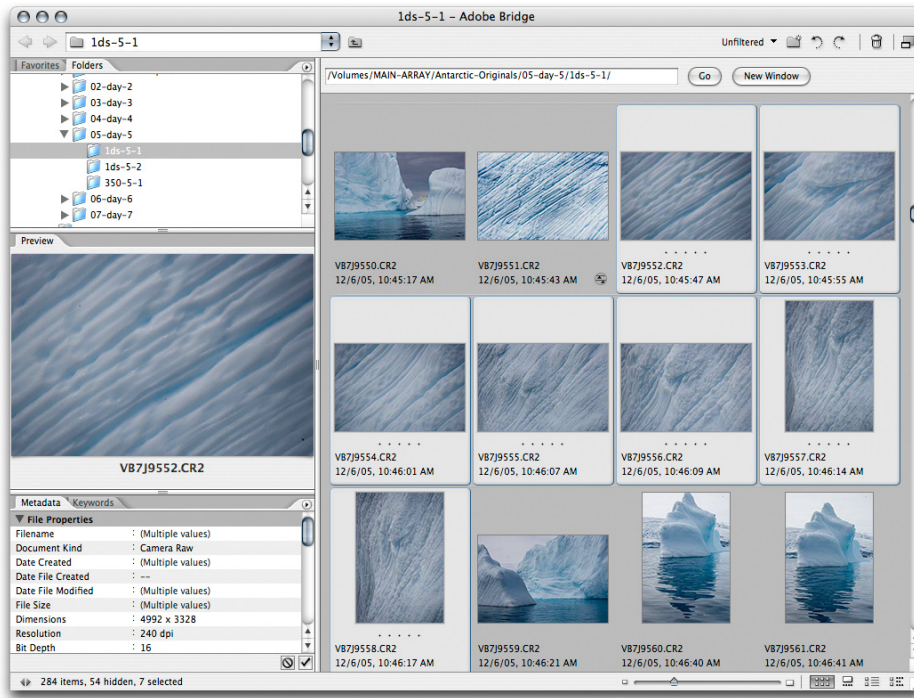 1ds-5-1 – Adobe Bridge
1ds-5-1
Unfiltered
Favorites
Folders
/Volumes/MAIN-ARRAY/Antarctic-Originals/05-day-5/1ds-5-1/
Go
New Window
02-day-2
03-day-3
04-day-4
05-day-5
1ds-5-1
1ds-5-2
350-5-1
06-day-6
07-day-7
Preview
VB7J9552.CR2
Metadata
Keywords
File Properties
Filename : (Multiple values)
Document Kind : Camera Raw
Date Created : (Multiple values)
Date File Created : --
Date File Modified : (Multiple values)
File Size : (Multiple values)
Dimensions : 4992 x 3328
Resolution : 240 dpi
Bit Depth : 16
VB7J9550.CR2
12/6/05, 10:45:17 AM
VB7J9551.CR2
12/6/05, 10:45:43 AM
VB7J9552.CR2
12/6/05, 10:45:47 AM
VB7J9553.CR2
12/6/05, 10:45:55 AM
VB7J9554.CR2
12/6/05, 10:46:01 AM
VB7J9555.CR2
12/6/05, 10:46:07 AM
VB7J9556.CR2
12/6/05, 10:46:09 AM
VB7J9557.CR2
12/6/05, 10:46:14 AM
VB7J9558.CR2
12/6/05, 10:46:17 AM
VB7J9559.CR2
12/6/05, 10:46:21 AM
VB7J9560.CR2
12/6/05, 10:46:40 AM
VB7J9561.CR2
12/6/05, 10:46:41 AM
284 items, 54 hidden, 7 selected